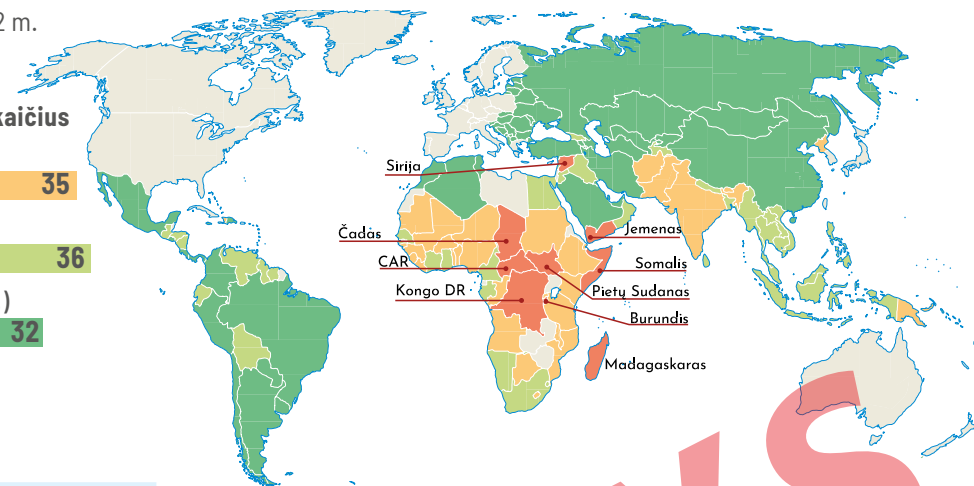 2 m.
kaičius
35
36
)
32
Sirija
Čadas
CAR
Kongo DR
Jemenas
Somalis
Pietų Sudanas
Burundis
Madagaskaras